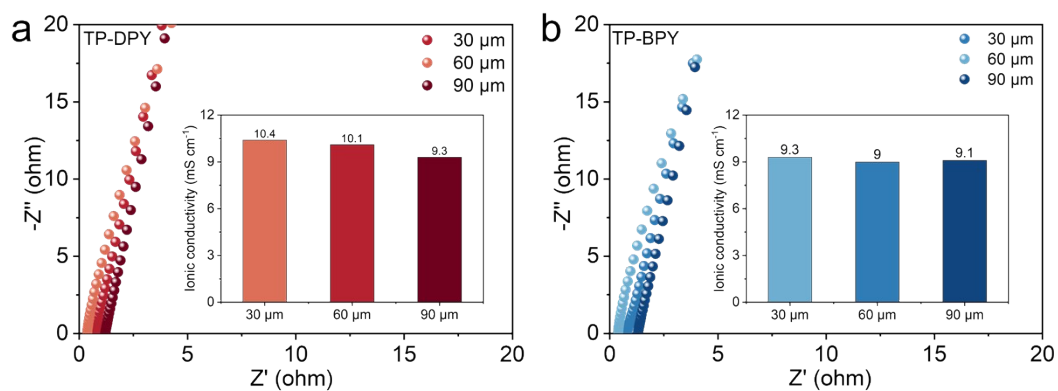 a
TP-DPY
30 µm
60 µm
90 µm
20
15
10
5
0
-Z'' (ohm)
0
5
10
15
20
Z' (ohm)
12
9
6
3
0
Ionic conductivity (mS cm⁻¹)
10.4
10.1
9.3
30 µm
60 µm
90 µm
b
TP-BPY
30 µm
60 µm
90 µm
20
15
10
5
0
-Z'' (ohm)
0
5
10
15
20
Z' (ohm)
12
9
6
3
0
Ionic conductivity (mS cm⁻¹)
9.3
9
9.1
30 µm
60 µm
90 µm